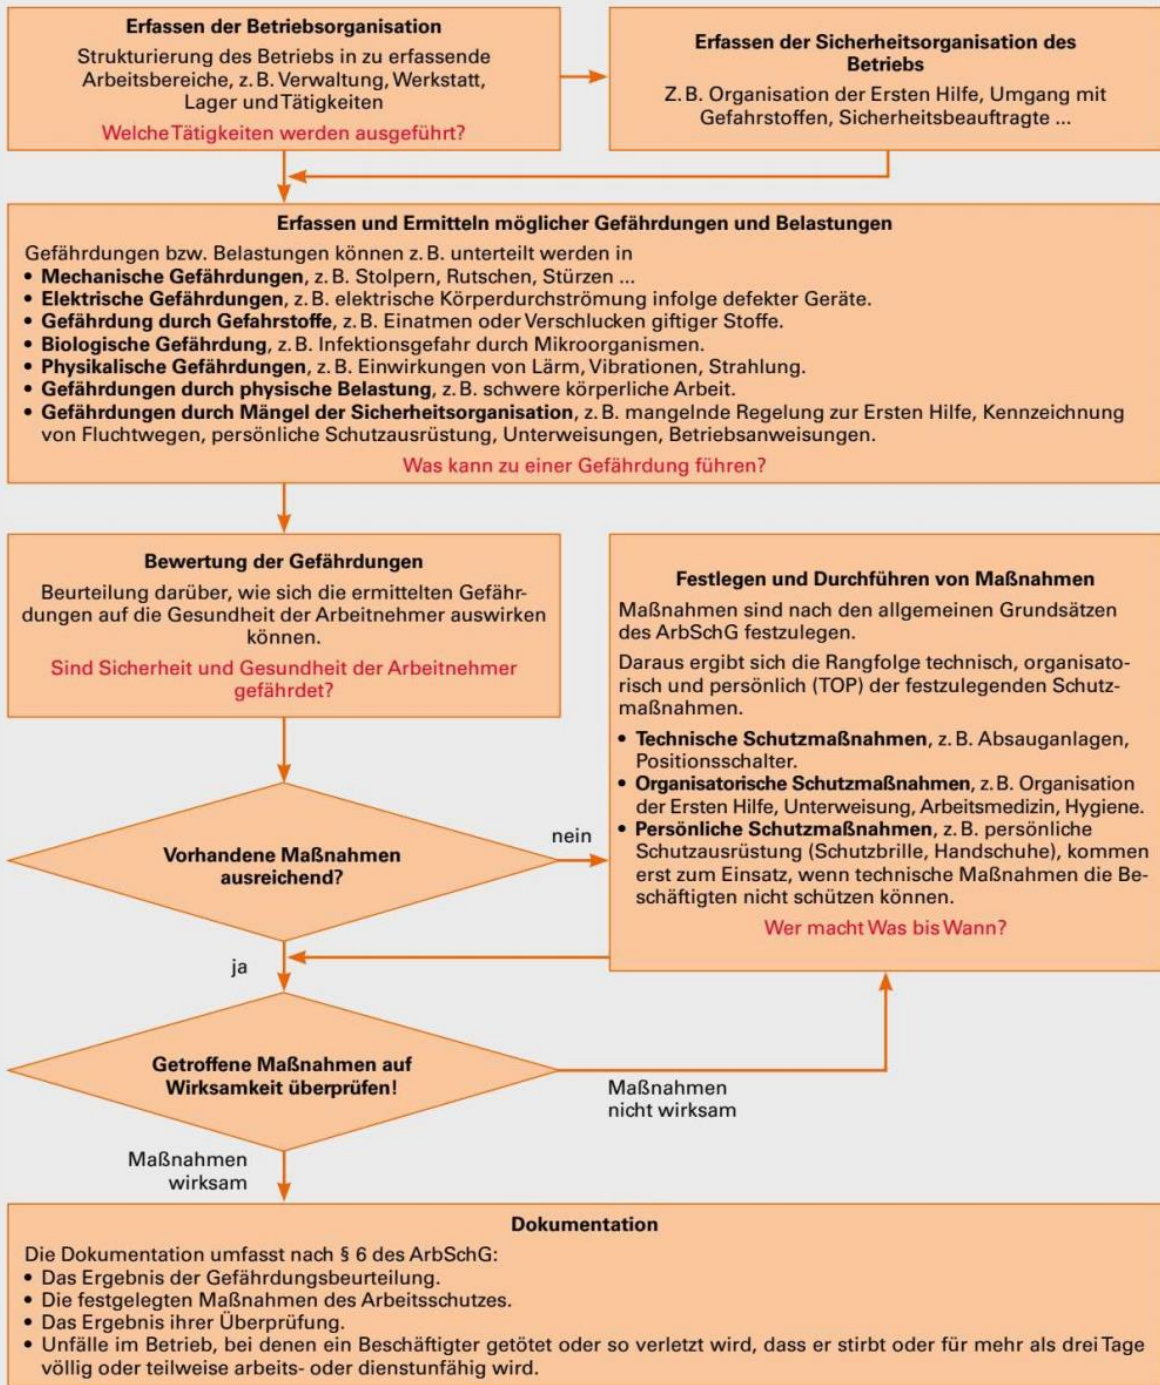 Erfassen der Betriebsorganisation
Strukturierung des Betriebs in zu erfassende
Arbeitsbereiche, z. B. Verwaltung, Werkstatt,
Lager und Tätigkeiten
Welche Tätigkeiten werden ausgeführt?
Erfassen der Sicherheitsorganisation des
Betriebs
Z. B. Organisation der Ersten Hilfe, Umgang mit
Gefahrstoffen, Sicherheitsbeauftragte ...
Erfassen und Ermitteln möglicher Gefährdungen und Belastungen
Gefährdungen bzw. Belastungen können z. B. unterteilt werden in
• Mechanische Gefährdungen, z. B. Stolpern, Rutschen, Stürzen ...
• Elektrische Gefährdungen, z. B. elektrische Körperdurchströmung infolge defekter Geräte.
• Gefährdung durch Gefahrstoffe, z. B. Einatmen oder Verschlucken giftiger Stoffe.
• Biologische Gefährdung, z. B. Infektionsgefahr durch Mikroorganismen.
• Physikalische Gefährdungen, z. B. Einwirkungen von Lärm, Vibrationen, Strahlung.
• Gefährdungen durch physische Belastung, z. B. schwere körperliche Arbeit.
• Gefährdungen durch Mängel der Sicherheitsorganisation, z. B. mangelnde Regelung zur Ersten Hilfe, Kennzeichnung
von Fluchtwegen, persönliche Schutzausrüstung, Unterweisungen, Betriebsanweisungen.
Was kann zu einer Gefährdung führen?
Bewertung der Gefährdungen
Beurteilung darüber, wie sich die ermittelten Gefähr-
dungen auf die Gesundheit der Arbeitnehmer auswirken
können.
Sind Sicherheit und Gesundheit der Arbeitnehmer
gefährdet?
Vorhandene Maßnahmen
ausreichend?
nein
ja
Festlegen und Durchführen von Maßnahmen
Maßnahmen sind nach den allgemeinen Grundsätzen
des ArbSchG festzulegen.
Daraus ergibt sich die Rangfolge technisch, organisato-
risch und persönlich (TOP) der festzulegenden Schutz-
maßnahmen.
• Technische Schutzmaßnahmen, z. B. Absauganlagen,
Positionsschalter.
• Organisatorische Schutzmaßnahmen, z. B. Organisation
der Ersten Hilfe, Unterweisung, Arbeitsmedizin, Hygiene.
• Persönliche Schutzmaßnahmen, z. B. persönliche
Schutzausrüstung (Schutzbrille, Handschuhe), kommen
erst zum Einsatz, wenn technische Maßnahmen die Be-
schäftigten nicht schützen können.
Wer macht Was bis Wann?
Getroffene Maßnahmen auf
Wirksamkeit überprüfen!
Maßnahmen
nicht wirksam
Maßnahmen
wirksam
Dokumentation
Die Dokumentation umfasst nach § 6 des ArbSchG:
• Das Ergebnis der Gefährdungsbeurteilung.
• Die festgelegten Maßnahmen des Arbeitsschutzes.
• Das Ergebnis ihrer Überprüfung.
• Unfälle im Betrieb, bei denen ein Beschäftigter getötet oder so verletzt wird, dass er stirbt oder für mehr als drei Tage
völlig oder teilweise arbeits- oder dienstunfähig wird.